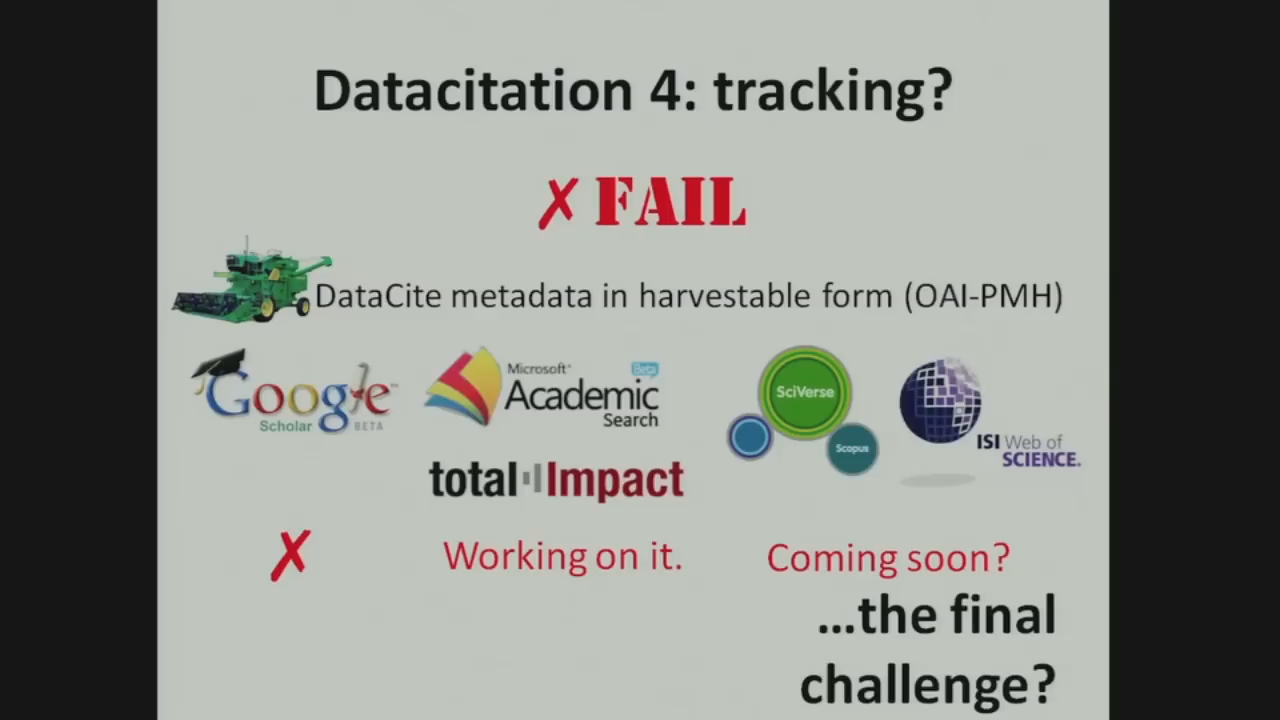 Datacitation 4: tracking?
✗ FAIL
DataCite metadata in harvestable form (OAI-PMH)
Google™
Scholar BETA
Microsoft® Academic Search Beta
total Impact
SciVerse
Scopus
ISI Web of
SCIENCE.
✗
Working on it.
Coming soon?
...the final
challenge?